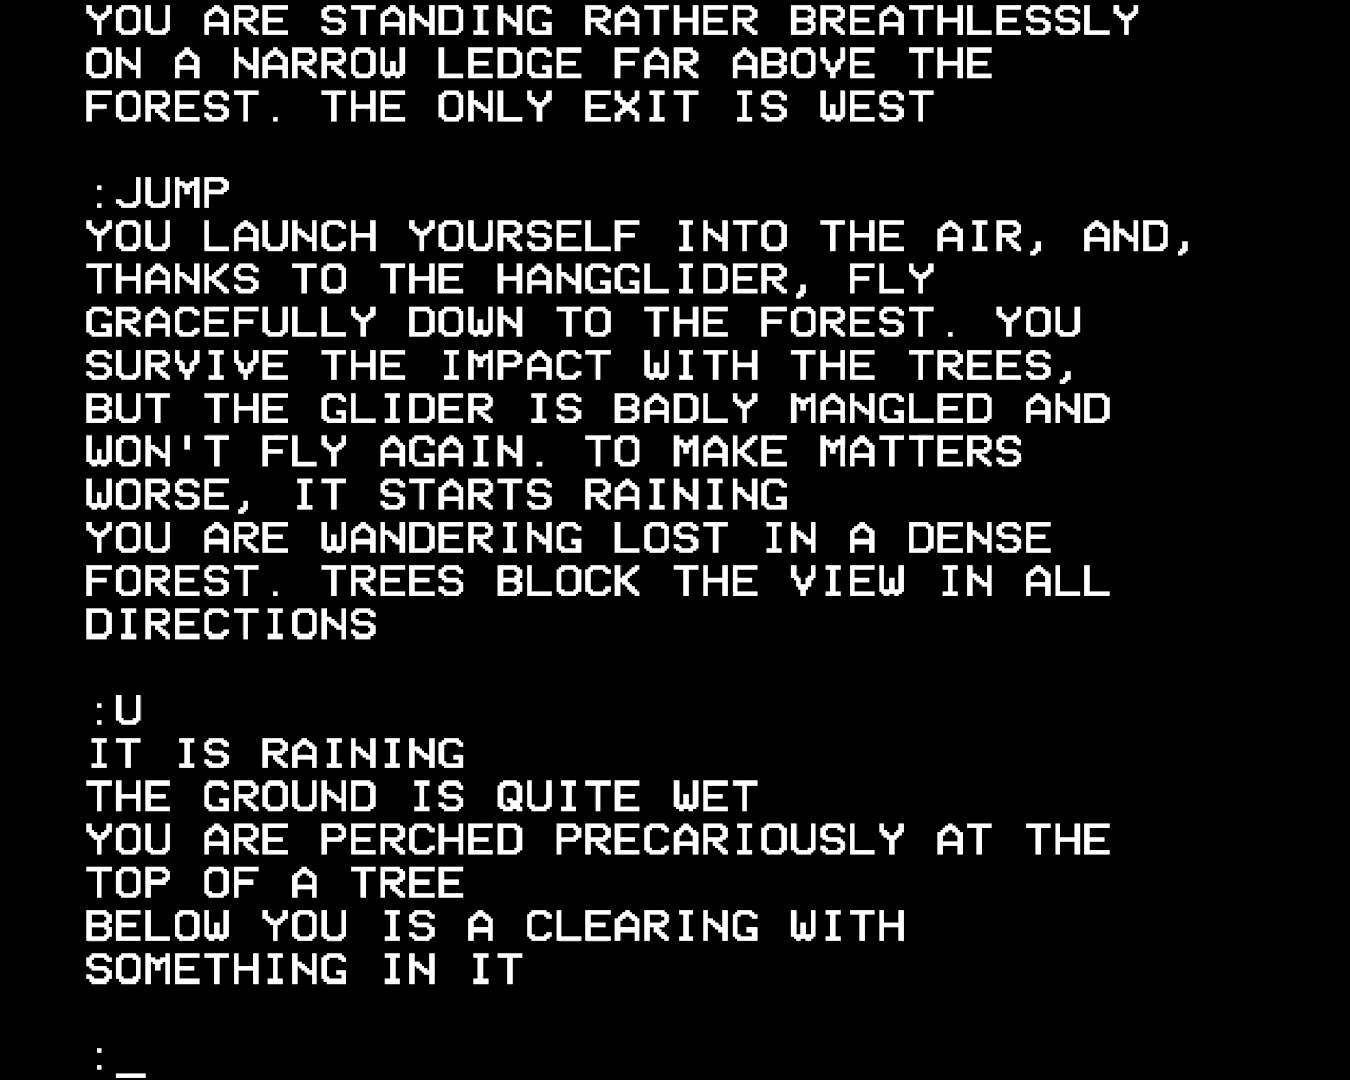 YOU ARE STANDING RATHER BREATHLESSLY
ON A NARROW LEDGE FAR ABOVE THE
FOREST. THE ONLY EXIT IS WEST
:JUMP
YOU LAUNCH YOURSELF INTO THE AIR, AND,
THANKS TO THE HANGGLIDER, FLY
GRACEFULLY DOWN TO THE FOREST. YOU
SURVIVE THE IMPACT WITH THE TREES,
BUT THE GLIDER IS BADLY MANGLED AND
WON'T FLY AGAIN. TO MAKE MATTERS
WORSE, IT STARTS RAINING
YOU ARE WANDERING LOST IN A DENSE
FOREST. TREES BLOCK THE VIEW IN ALL
DIRECTIONS
:U
IT IS RAINING
THE GROUND IS QUITE WET
YOU ARE PERCHED PRECARIOUSLY AT THE
TOP OF A TREE
BELOW YOU IS A CLEARING WITH
SOMETHING IN IT
:_